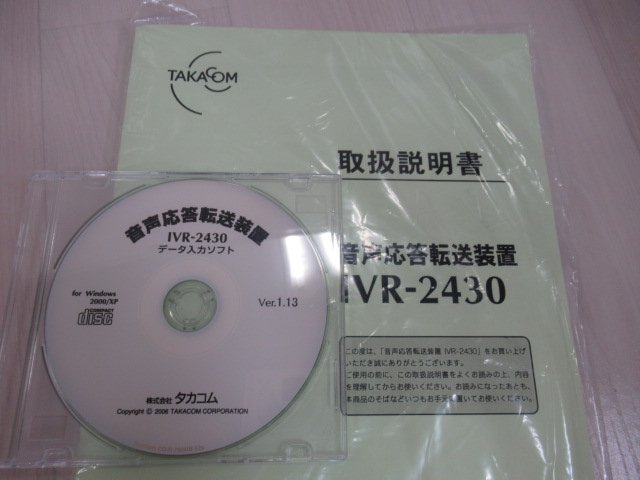 TAKACOM
取扱説明書
音声応答転送装置
IVR-2430
この度は、「音声応答転送装置 IVR-2430」をお買い上げ
いただき誠にありがとうございます。
ご使用の前に、この取扱説明書をよくお読みの上、内容
を理解してからお使いください。お読みになったあとも、
本商品のそばなどいつもお手元に置いてお使いください。
音声応答転送装置
IVR-2430
データ入力ソフト
for Windows
2000/XP
COMPACT
disc
Ver.1.13
株式会社 タカコム
Copyright © 2006 TAKACOM CORPORATION